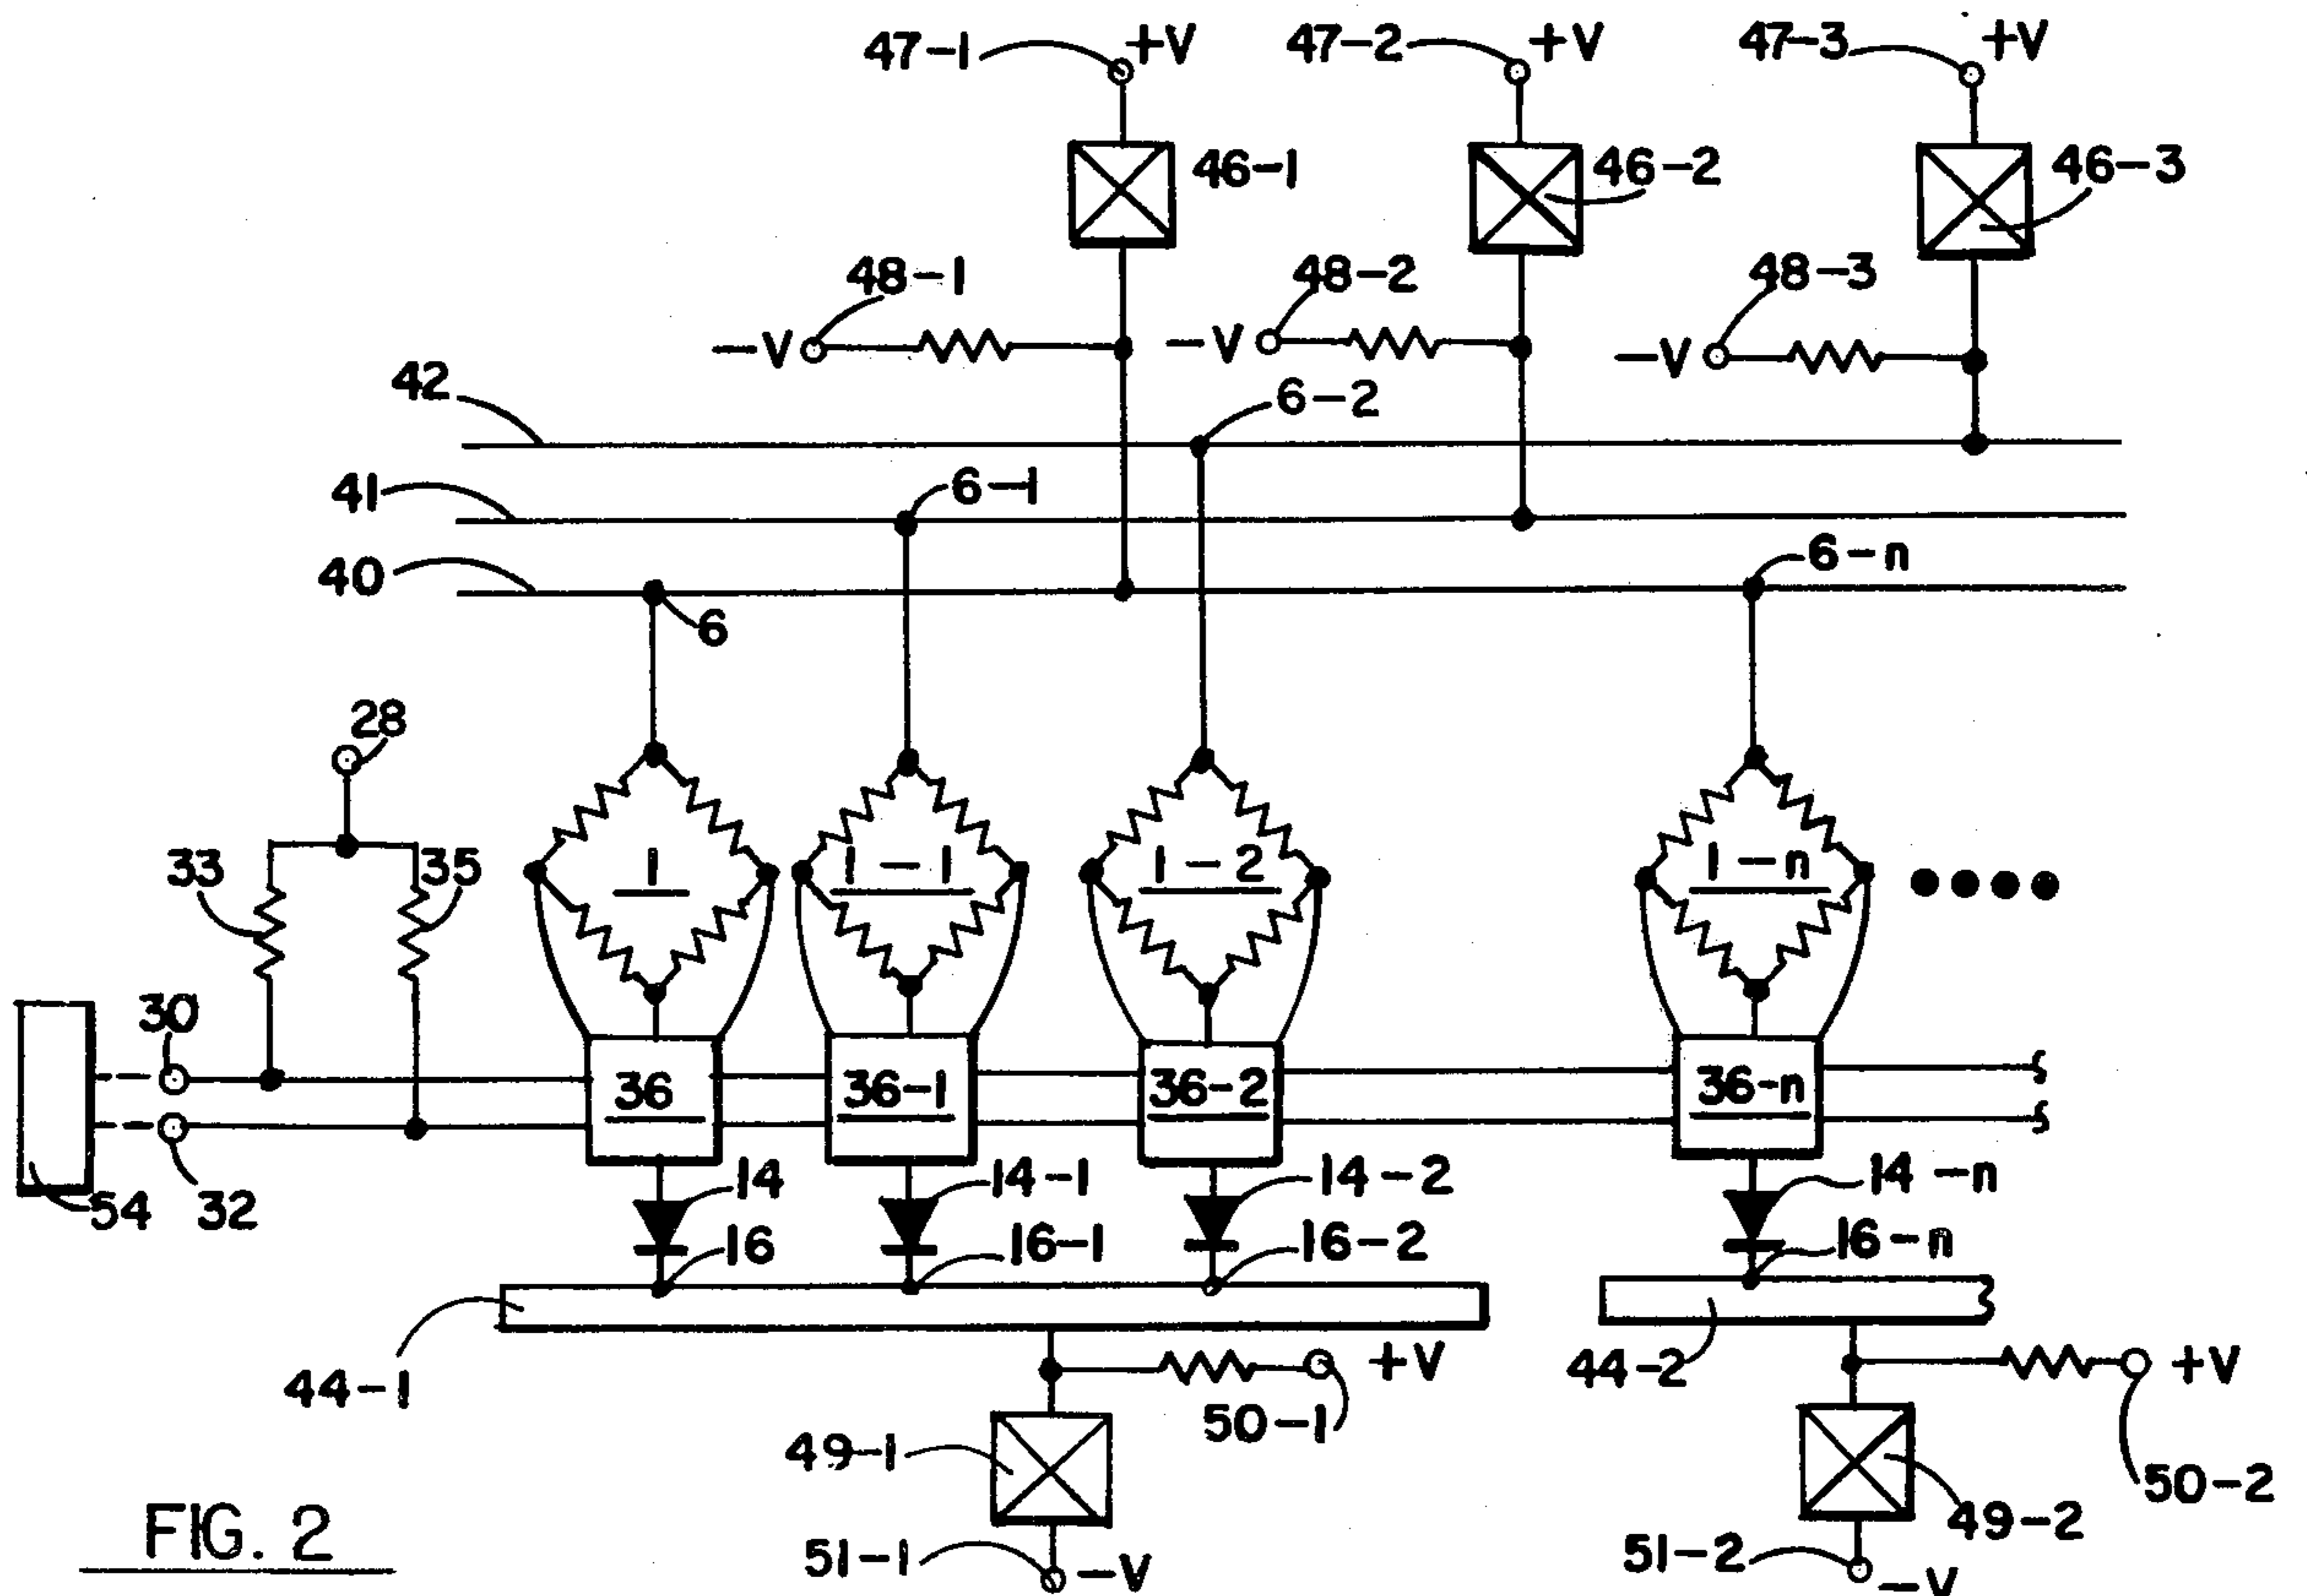 47-1 +V 47-2 +V 47-3 +V
46-1 46-2 46-3
48-1 48-2 48-3
-V -V -V
42 6-2
41 6-1
40 6-n
6
28
33 35 1 1-1 1-2 1-n
30
36 36-1 36-2 36-n
54 32 14 14-1 14-2 14-n
16 16-1 16-2 16-n
44-1 +V 44-2 +V
50-1
49-1 50-2
FIG. 2 49-2
51-1 -V 51-2 -V